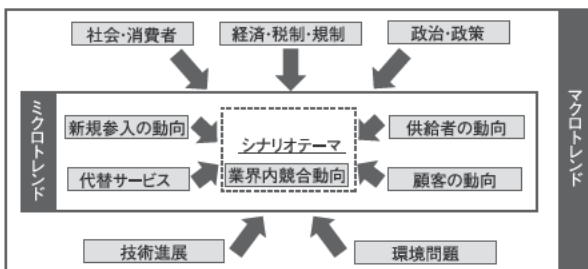 社会・消費者
経済・税制・規制
政治・政策
マクロトレンド
ミクロトレンド
新規参入の動向
シナリオテーマ
供給者の動向
代替サービス
業界内競合動向
顧客の動向
技術進展
環境問題